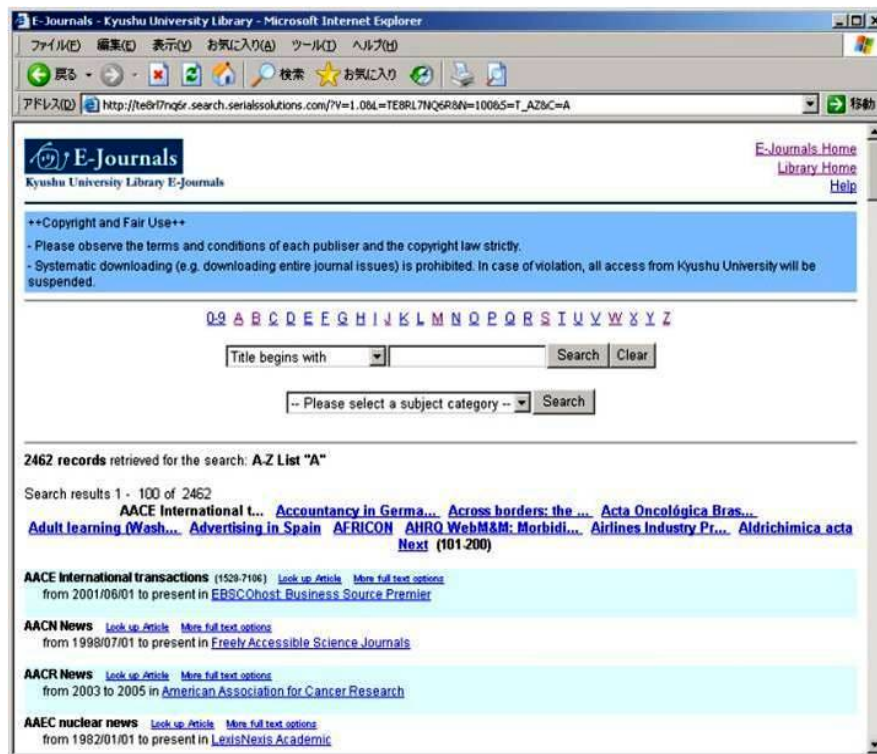 E-Journals - Kyushu University Library - Microsoft Internet Explorer
ファイル(F) 編集(E) 表示(V) お気に入り(A) ツール(T) ヘルプ(H)
戻る 検索 お気に入り
アドレス(D) http://te8rl7nq6r.search.serialssolutions.com/?V=1.0&L=TE8RL7NQ6R&N=100&S=T_AZ&C=A 移動
E-Journals
Kyushu University Library E-Journals
E-Journals Home
Library Home
Help
++Copyright and Fair Use++
- Please observe the terms and conditions of each publiser and the copyright law strictly.
- Systematic downloading (e.g. downloading entire journal issues) is prohibited. In case of violation, all access from Kyushu University will be
suspended.
0-9 A B C D E F G H I J K L M N O P Q R S T U V W X Y Z
Title begins with Search Clear
-- Please select a subject category -- Search
2462 records retrieved for the search: A-Z List "A"
Search results 1 - 100 of 2462
AACE International t... Accountancy in Germa... Across borders: the ... Acta Oncológica Bras...
Adult learning (Wash... Advertising in Spain AFRICON AHRQ WebM&M: Morbidi... Airlines Industry Pr... Aldrichimica acta
Next (101-200)
AACE International transactions (1528-7106) Look up Article More full text options
from 2001/06/01 to present in EBSCOhost Business Source Premier
AACN News Look up Article More full text options
from 1998/07/01 to present in Freely Accessible Science Journals
AACR News Look up Article More full text options
from 2003 to 2005 in American Association for Cancer Research
AAEC nuclear news Look up Article More full text options
from 1982/01/01 to present in LexisNexis Academic